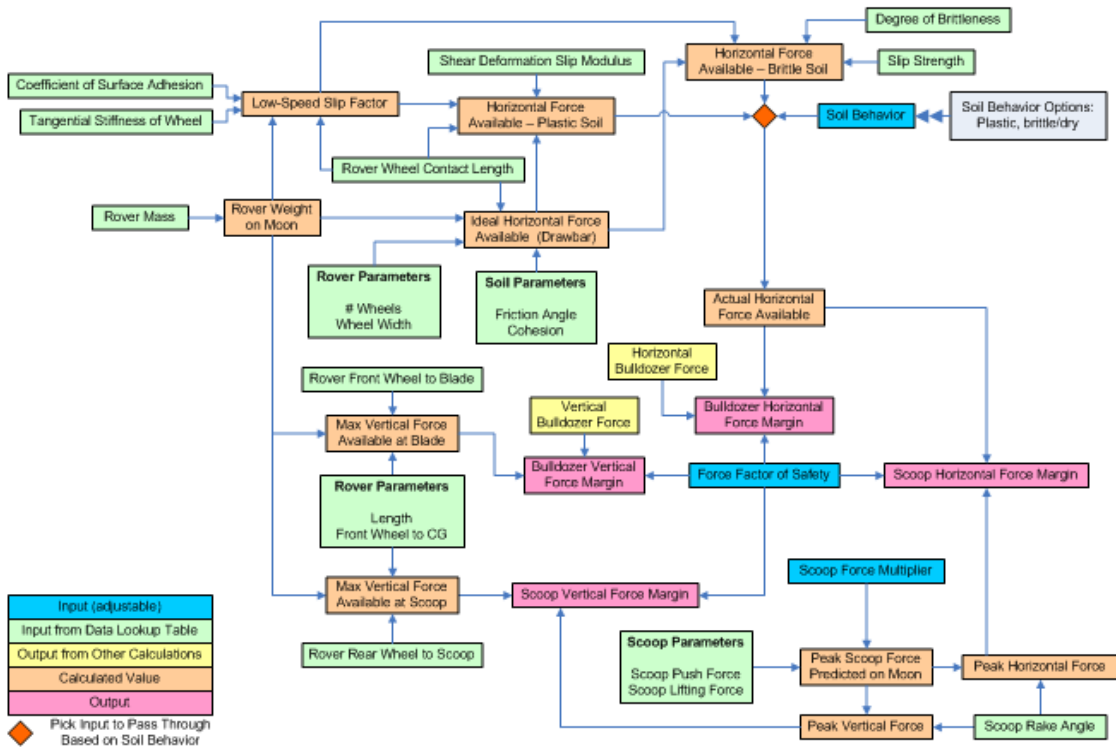 Degree of Brittleness
Horizontal Force
Available – Brittle Soil
Slip Strength
Shear Deformation Slip Modulus
Coefficient of Surface Adhesion
Low-Speed Slip Factor
Horizontal Force
Available – Plastic Soil
Tangential Stiffness of Wheel
Soil Behavior
Soil Behavior Options:
Plastic, brittle/dry
Rover Wheel Contact Length
Rover Mass
Rover Weight
on Moon
Ideal Horizontal Force
Available (Drawbar)
Rover Parameters
# Wheels
Wheel Width
Soil Parameters
Friction Angle
Cohesion
Actual Horizontal
Force Available
Horizontal
Bulldozer Force
Rover Front Wheel to Blade
Vertical
Bulldozer Force
Bulldozer Horizontal
Force Margin
Max Vertical Force
Available at Blade
Bulldozer Vertical
Force Margin
Force Factor of Safety
Scoop Horizontal Force Margin
Rover Parameters
Length
Front Wheel to CG
Scoop Force Multiplier
Max Vertical Force
Available at Scoop
Scoop Vertical Force Margin
Rover Rear Wheel to Scoop
Scoop Parameters
Scoop Push Force
Scoop Lifting Force
Peak Scoop Force
Predicted on Moon
Peak Horizontal Force
Peak Vertical Force
Scoop Rake Angle
Input (adjustable)
Input from Data Lookup Table
Output from Other Calculations
Calculated Value
Output
Pick Input to Pass Through
Based on Soil Behavior